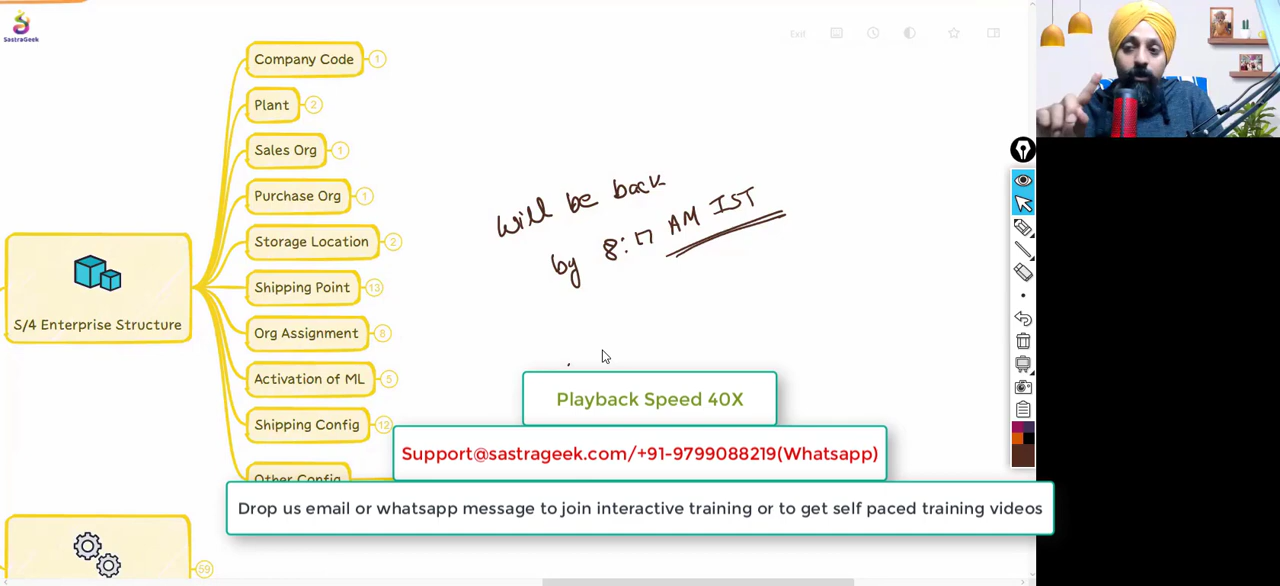 SastraGeek
Exit
Company Code 1
Plant 2
Sales Org 1
Purchase Org 1
Storage Location 2
Shipping Point 13
Org Assignment 8
Activation of ML 5
Shipping Config 12
Other Config
S/4 Enterprise Structure
59
will be back
by 8:17 AM IST
Playback Speed 40X
Support@sastrageek.com/+91-9799088219(Whatsapp)
Drop us email or whatsapp message to join interactive training or to get self paced training videos